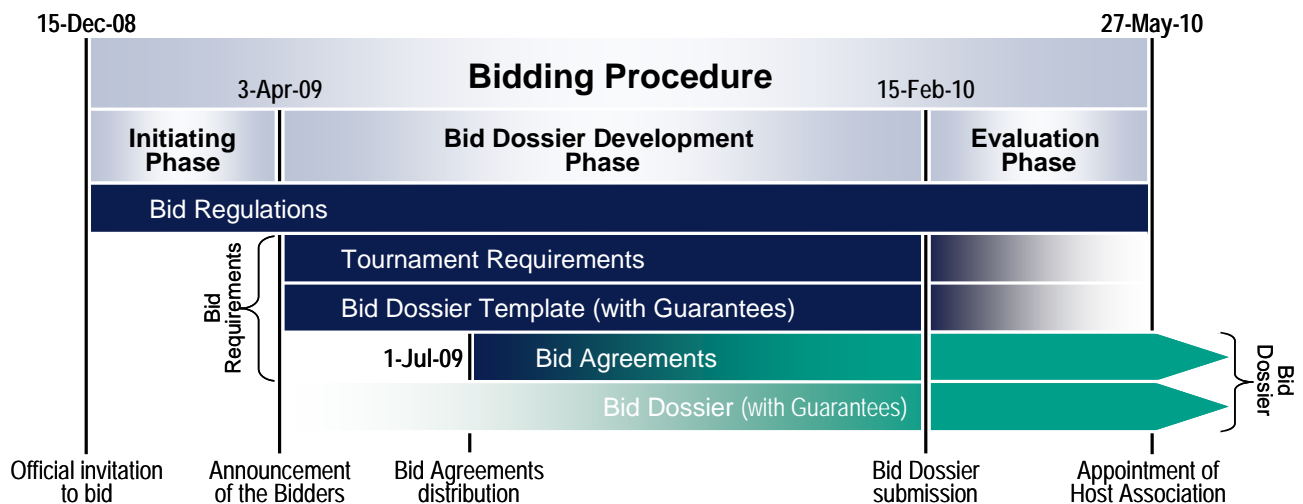 15-Dec-08
27-May-10
Bidding Procedure
3-Apr-09
15-Feb-10
Initiating
Phase
Bid Dossier Development
Phase
Evaluation
Phase
Bid Regulations
Bid
Requirements
Tournament Requirements
Bid Dossier Template (with Guarantees)
1-Jul-09
Bid Agreements
Bid Dossier (with Guarantees)
Bid
Dossier
Official invitation
to bid
Announcement
of the Bidders
Bid Agreements
distribution
Bid Dossier
submission
Appointment of
Host Association